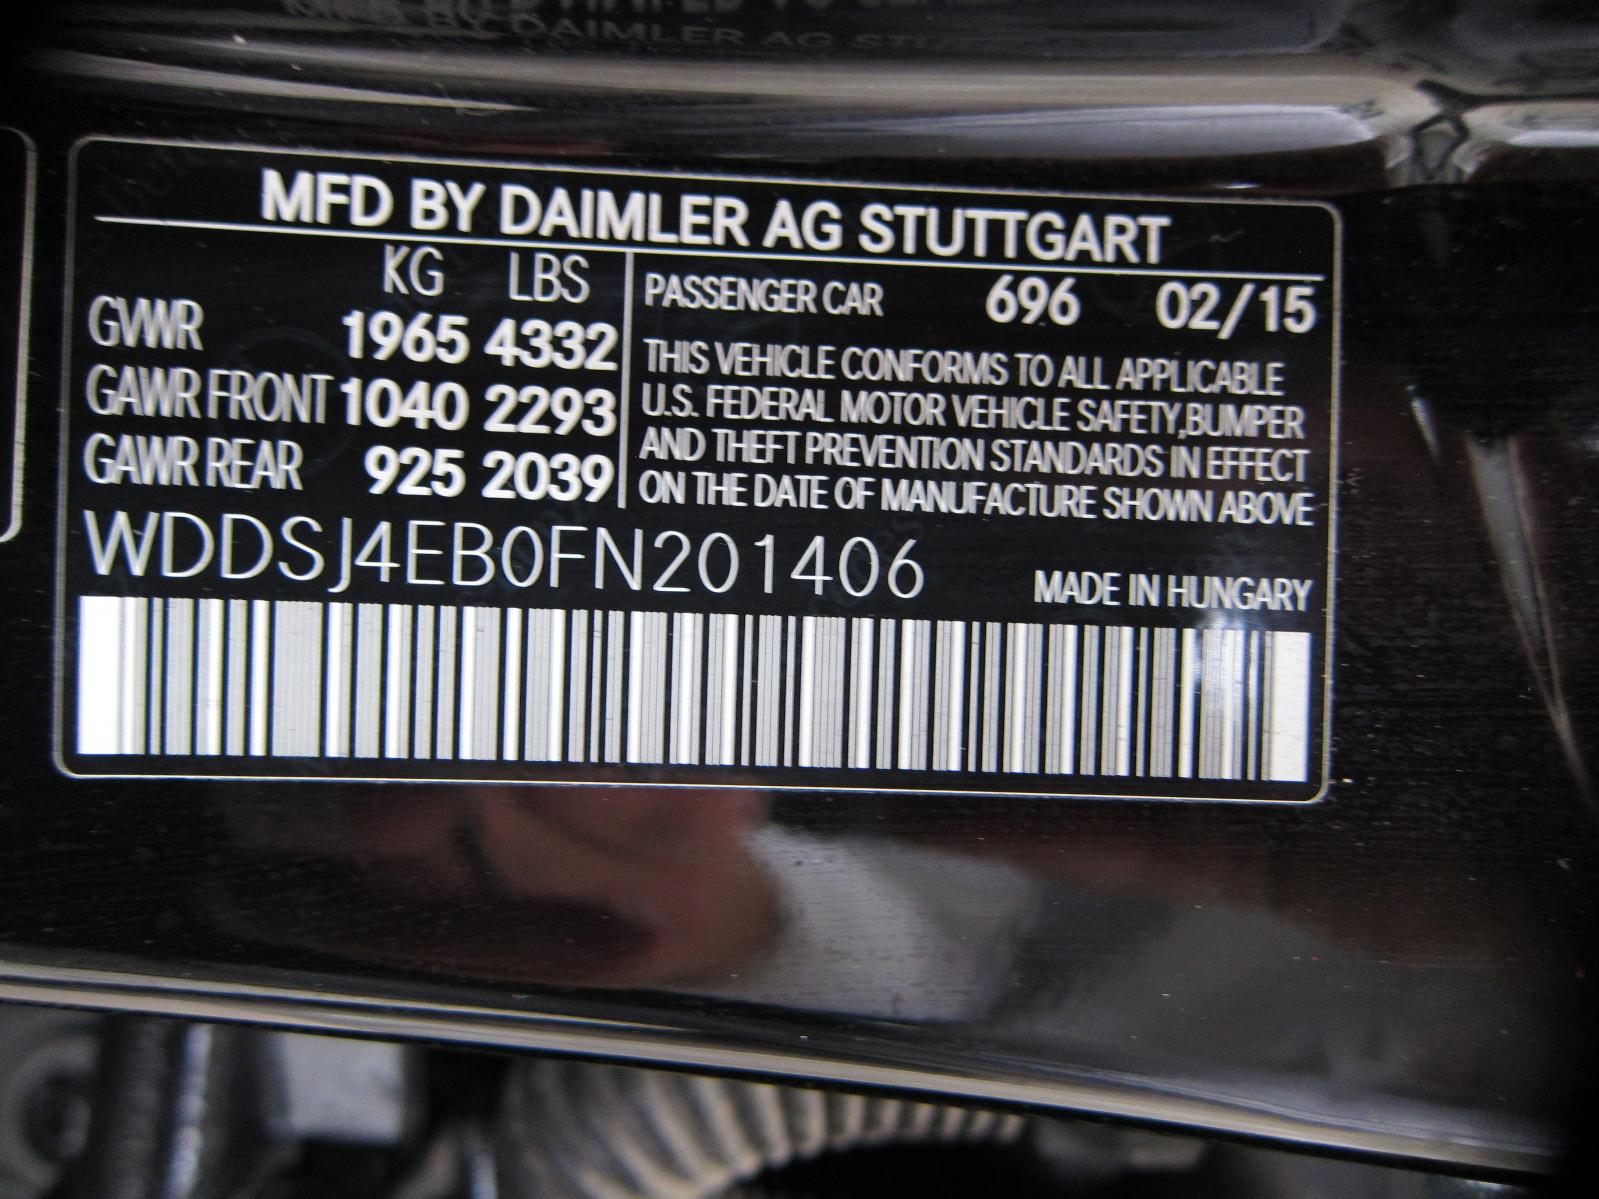 DAIMLER AG
MFD BY DAIMLER AG STUTTGART
KG LBS
GVWR 1965 4332
GAWR FRONT 1040 2293
GAWR REAR 925 2039
PASSENGER CAR 696 02/15
THIS VEHICLE CONFORMS TO ALL APPLICABLE
U.S. FEDERAL MOTOR VEHICLE SAFETY,BUMPER
AND THEFT PREVENTION STANDARDS IN EFFECT
ON THE DATE OF MANUFACTURE SHOWN ABOVE
WDDSJ4EB0FN201406
MADE IN HUNGARY